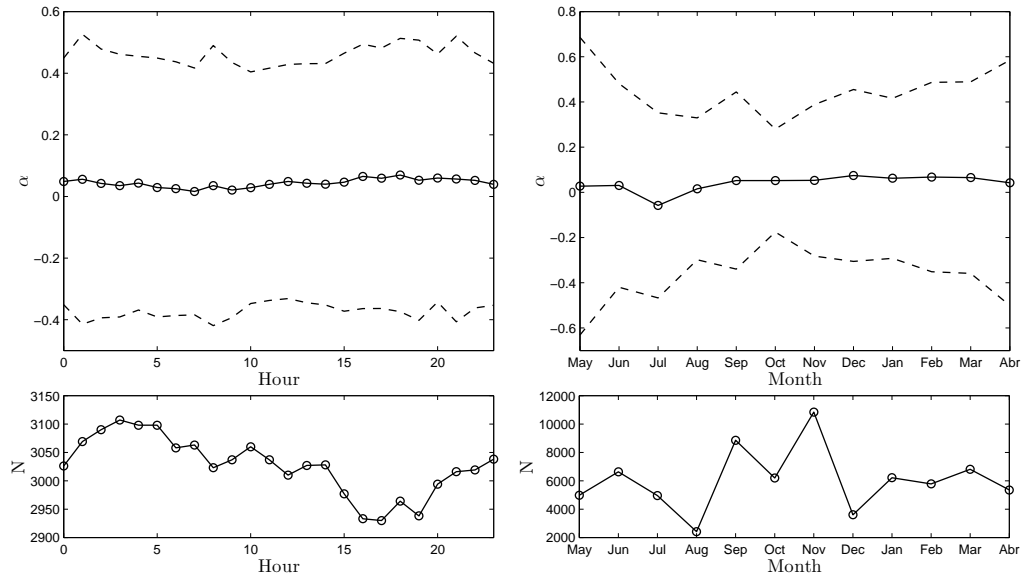 0.6
0.4
0.2
0
−0.2
−0.4
α
0 5 10 15 20
Hour
0.8
0.6
0.4
0.2
0
−0.2
−0.4
−0.6
α
May Jun Jul Aug Sep Oct Nov Dec Jan Feb Mar Abr
Month
3150
3100
3050
3000
2950
2900
N
0 5 10 15 20
Hour
12000
10000
8000
6000
4000
2000
N
May Jun Jul Aug Sep Oct Nov Dec Jan Feb Mar Abr
Month